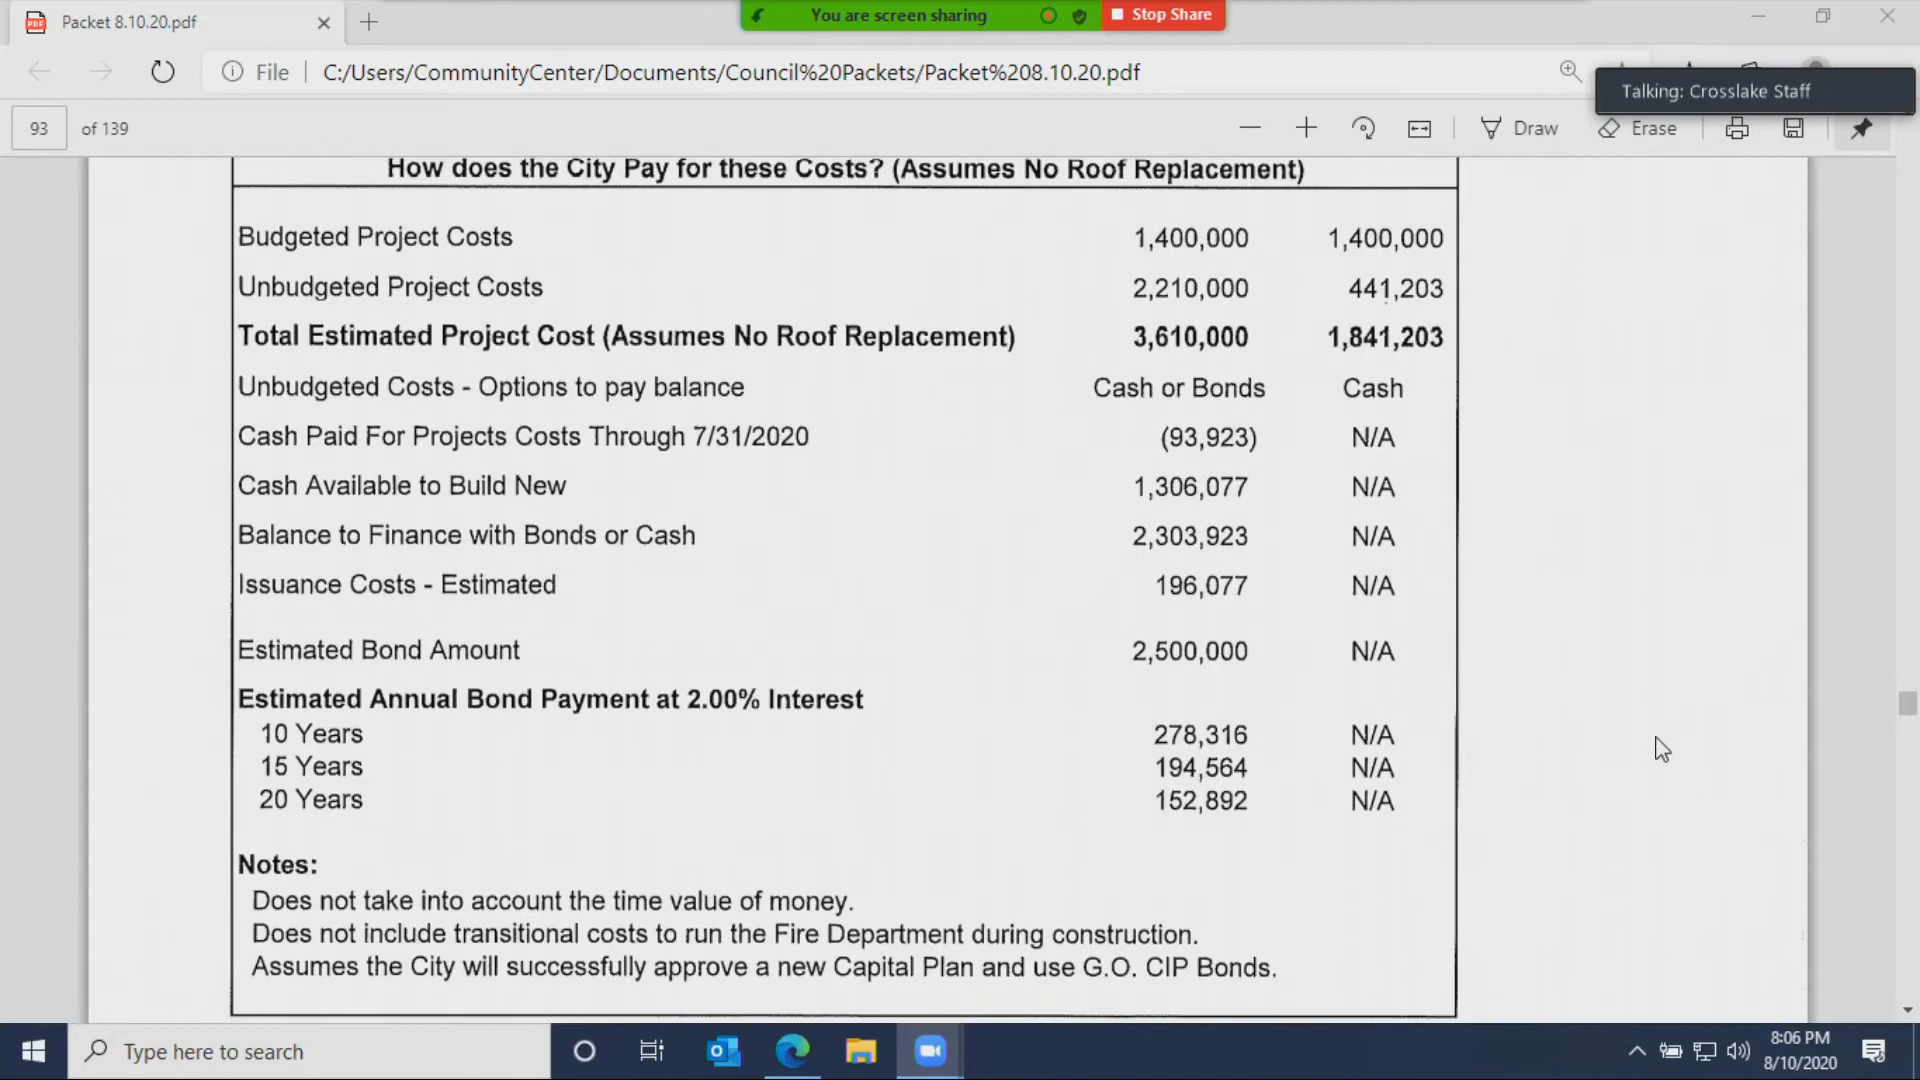 Packet 8.10.20.pdf
You are screen sharing
Stop Share
File
C:/Users/CommunityCenter/Documents/Council%20Packets/Packet%208.10.20.pdf
Talking: Crosslake Staff
93 of 139
Draw
Erase
How does the City Pay for these Costs? (Assumes No Roof Replacement)
Budgeted Project Costs 1,400,000 1,400,000
Unbudgeted Project Costs 2,210,000 441,203
Total Estimated Project Cost (Assumes No Roof Replacement) 3,610,000 1,841,203
Unbudgeted Costs - Options to pay balance Cash or Bonds Cash
Cash Paid For Projects Costs Through 7/31/2020 (93,923) N/A
Cash Available to Build New 1,306,077 N/A
Balance to Finance with Bonds or Cash 2,303,923 N/A
Issuance Costs - Estimated 196,077 N/A
Estimated Bond Amount 2,500,000 N/A
Estimated Annual Bond Payment at 2.00% Interest
10 Years 278,316 N/A
15 Years 194,564 N/A
20 Years 152,892 N/A
Notes:
Does not take into account the time value of money.
Does not include transitional costs to run the Fire Department during construction.
Assumes the City will successfully approve a new Capital Plan and use G.O. CIP Bonds.
Type here to search
8:06 PM
8/10/2020